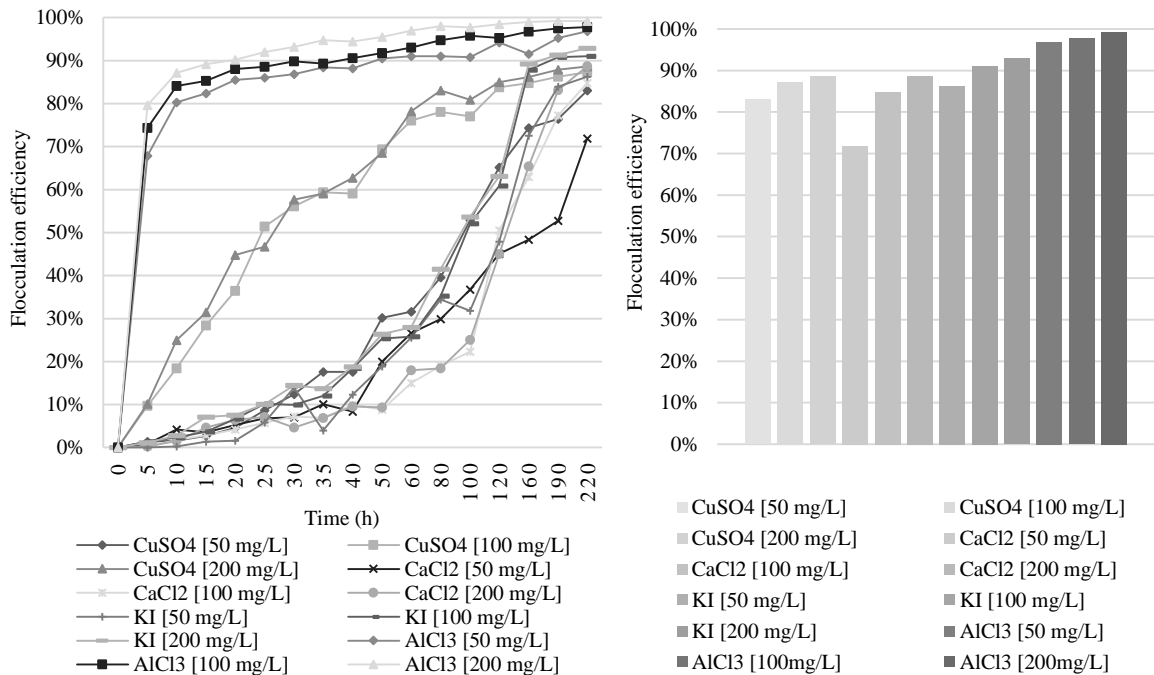 100%
90%
80%
70%
60%
50%
40%
30%
20%
10%
0%
Flocculation efficiency
0 5 10 15 20 25 30 35 40 50 60 80 100 120 160 190 220
Time (h)
CuSO4 [50 mg/L] CuSO4 [100 mg/L]
CuSO4 [200 mg/L] CaCl2 [50 mg/L]
CaCl2 [100 mg/L] CaCl2 [200 mg/L]
KI [50 mg/L] KI [100 mg/L]
KI [200 mg/L] AlCl3 [50 mg/L]
AlCl3 [100 mg/L] AlCl3 [200 mg/L]
100%
90%
80%
70%
60%
50%
40%
30%
20%
10%
0%
Flocculation efficiency
CuSO4 [50 mg/L] CuSO4 [100 mg/L]
CuSO4 [200 mg/L] CaCl2 [50 mg/L]
CaCl2 [100 mg/L] CaCl2 [200 mg/L]
KI [50 mg/L] KI [100 mg/L]
KI [200 mg/L] AlCl3 [50 mg/L]
AlCl3 [100mg/L] AlCl3 [200mg/L]